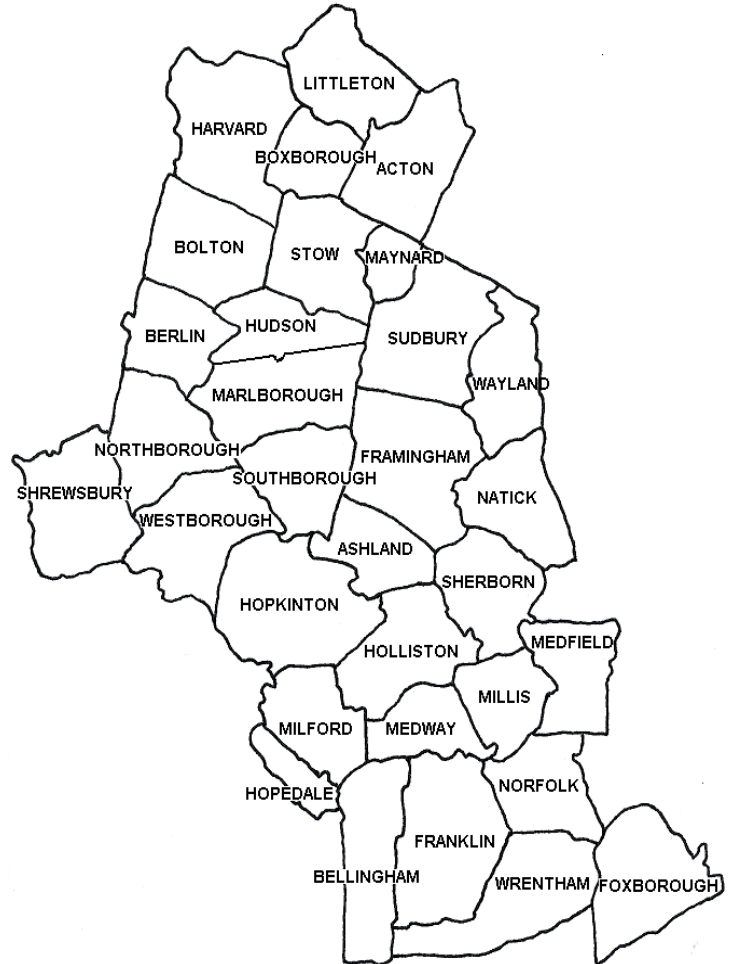 LITTLETON
HARVARD
BOXBOROUGH
ACTON
BOLTON
STOW
MAYNARD
HUDSON
BERLIN
SUDBURY
WAYLAND
MARLBOROUGH
NORTHBOROUGH
FRAMINGHAM
SOUTHBOROUGH
SHREWSBURY
NATICK
WESTBOROUGH
ASHLAND
SHERBORN
HOPKINTON
MEDFIELD
HOLLISTON
MILLIS
MILFORD
MEDWAY
NORFOLK
HOPEDALE
FRANKLIN
BELLINGHAM
WRENTHAM
FOXBOROUGH